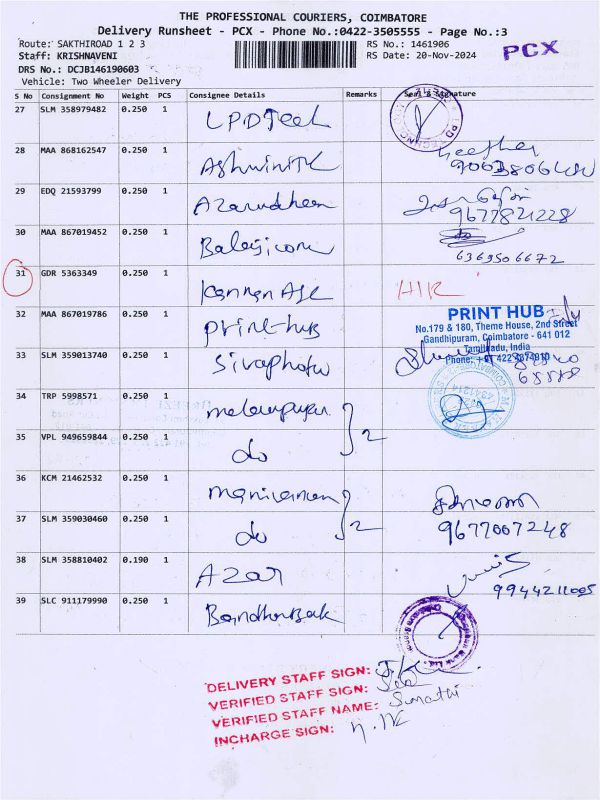 THE PROFESSIONAL COURIERS, COIMBATORE
Delivery Runsheet - PCX - Phone No.:0422-3505555 - Page No.:3
Route: SAKTHIROAD 1 2 3
RS No.: 1461906
PCX
Staff: KRISHNAVENI
RS Date: 20-Nov-2024
DRS No.: DCJB146190603
Vehicle: Two Wheeler Delivery
S No Consignment No Weight PCS Consignee Details Remarks Seal & Signature
27 SLM 358979482 0.250 1 LPDTech
28 MAA 868162547 0.250 1
29 EDQ 21593799 0.250 1 Azarudheen
9677821228
30 MAA 867019452 0.250 1
6369506672
31 GDR 5363349 0.250 1
32 MAA 867019786 0.250 1 print-hub
PRINT HUB
No.179 & 180, Theme House, 2nd Street
Gandhipuram, Coimbatore - 641 012
Tamilnadu, India
33 SLM 359013740 0.250 1
34 TRP 5998571 0.250 1
35 VPL 949659844 0.250 1 do
2
36 KCM 21462532 0.250 1
37 SLM 359030460 0.250 1 do
2
9677007248
38 SLM 358810402 0.190 1 Azar
9944211005
39 SLC 911179990 0.250 1
DELIVERY STAFF SIGN:
VERIFIED STAFF SIGN:
VERIFIED STAFF NAME: Sumathi
INCHARGE SIGN: